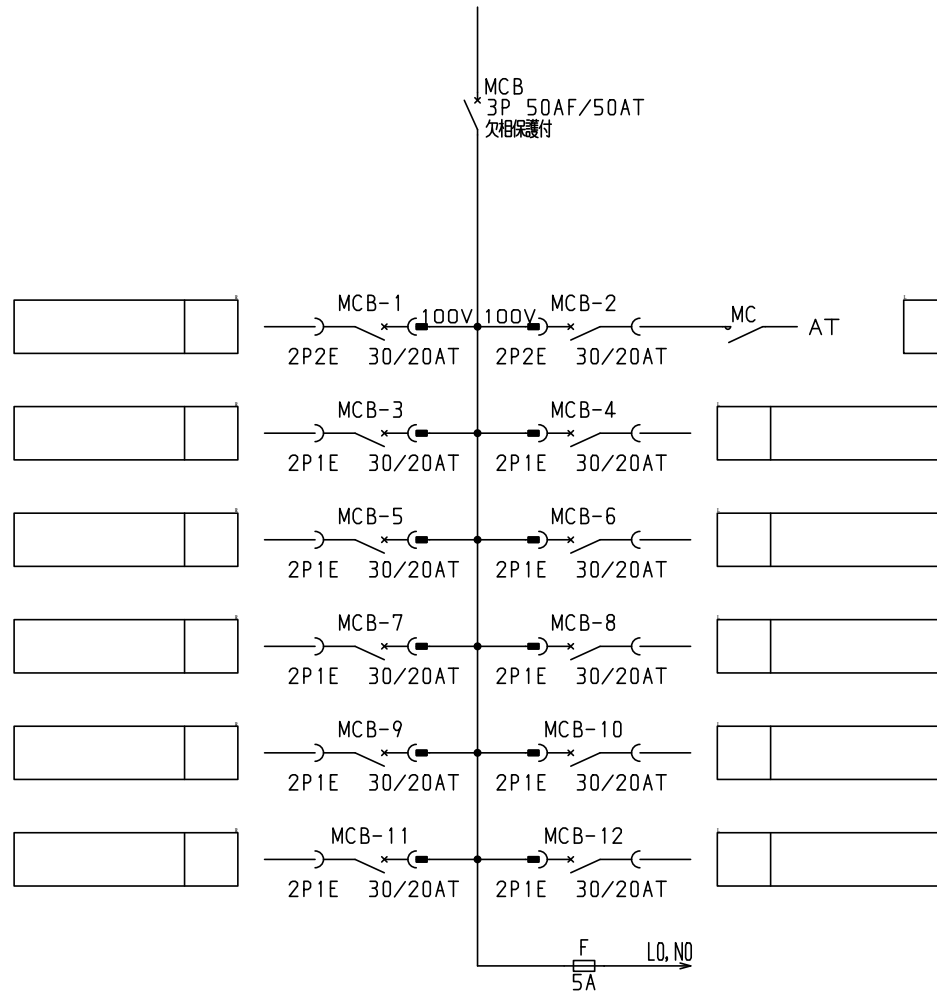 MCB
3P 50AF/50AT
欠相保護付
MCB-1 100V 100V MCB-2 MC AT
2P2E 30/20AT 2P2E 30/20AT
MCB-3 MCB-4
2P1E 30/20AT 2P1E 30/20AT
MCB-5 MCB-6
2P1E 30/20AT 2P1E 30/20AT
MCB-7 MCB-8
2P1E 30/20AT 2P1E 30/20AT
MCB-9 MCB-10
2P1E 30/20AT 2P1E 30/20AT
MCB-11 MCB-12
2P1E 30/20AT 2P1E 30/20AT
F L0,N0
5A